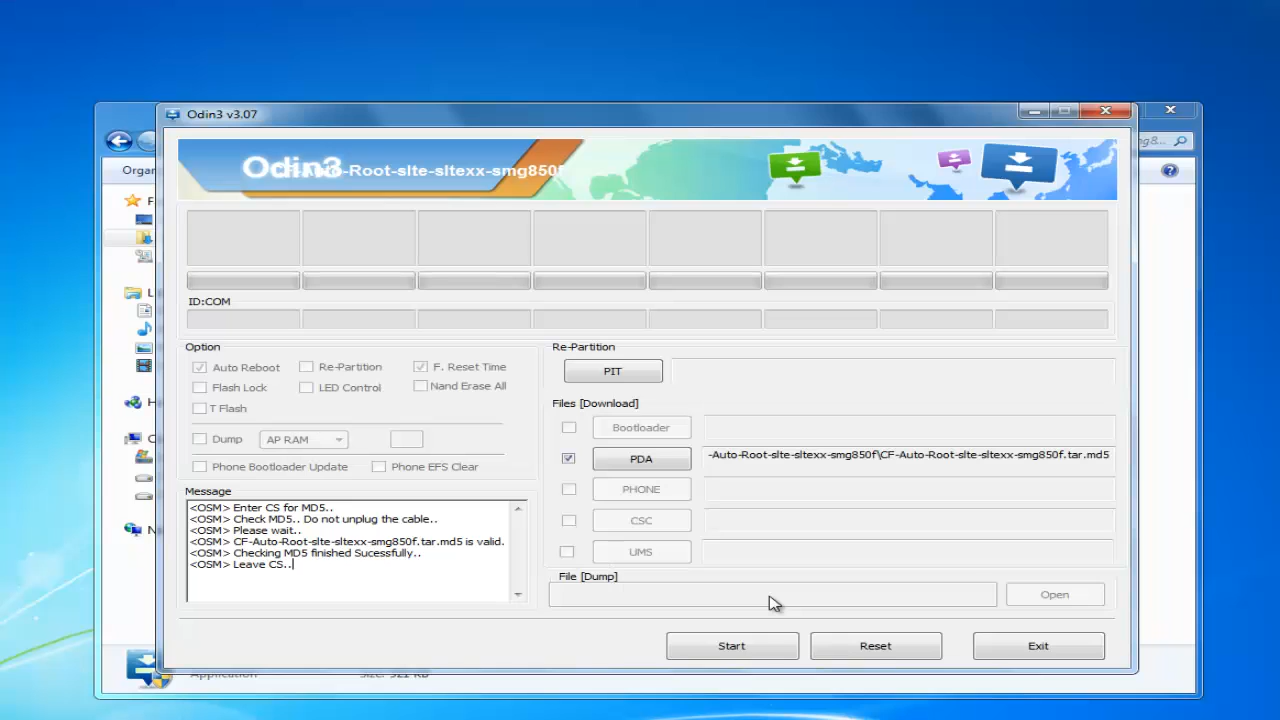 Odin3 v3.07
Odin3
-Root-slte-sltexx-smg850f
Organ
ID:COM
Option
Auto Reboot
Re-Partition
F. Reset Time
Flash Lock
LED Control
Nand Erase All
T Flash
Dump
AP RAM
Phone Bootloader Update
Phone EFS Clear
Message
<OSM> Enter CS for MD5..
<OSM> Check MD5.. Do not unplug the cable..
<OSM> Please wait..
<OSM> CF-Auto-Root-slte-sltexx-smg850f.tar.md5 is valid.
<OSM> Checking MD5 finished Sucessfully..
<OSM> Leave CS..
Re-Partition
PIT
Files [Download]
Bootloader
PDA
-Auto-Root-slte-sltexx-smg850f\CF-Auto-Root-slte-sltexx-smg850f.tar.md5
PHONE
CSC
UMS
File [Dump]
Open
Start
Reset
Exit
Application